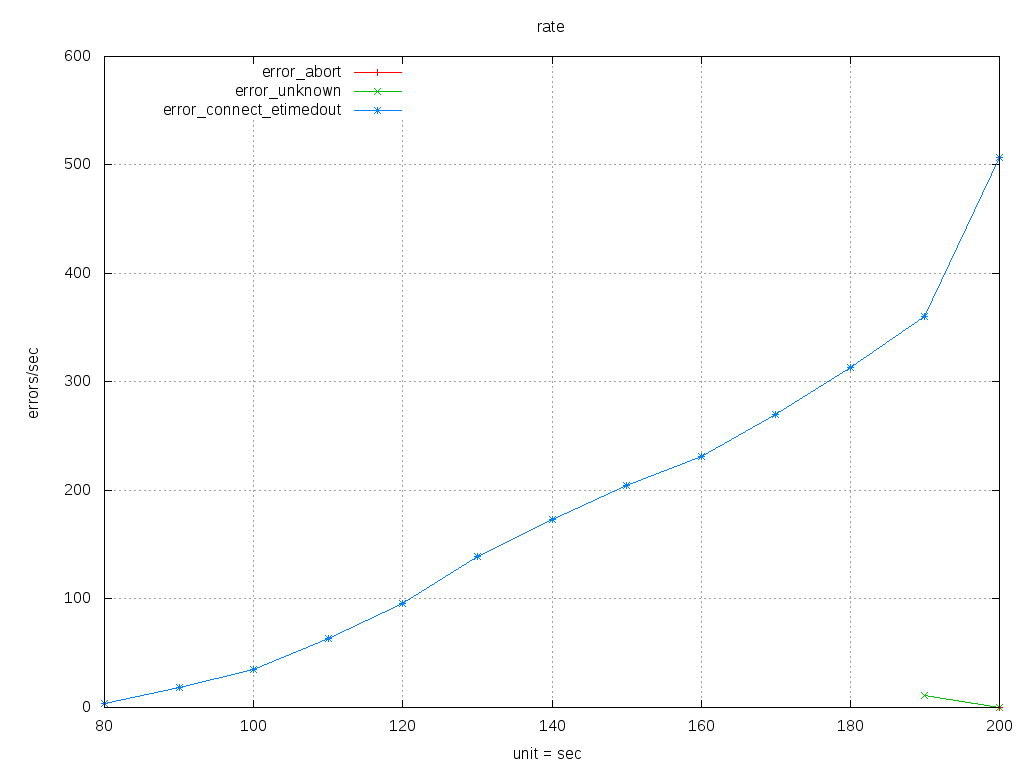 rate
600
500
400
300
200
100
0
errors/sec
error_abort
error_unknown
error_connect_etimedout
80 100 120 140 160 180 200
unit = sec